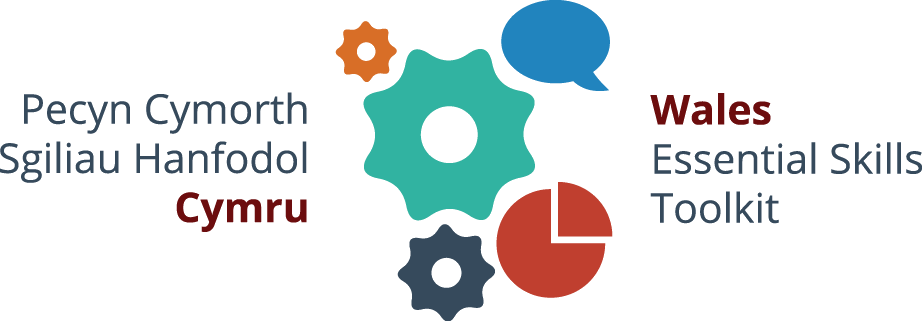 Pecyn Cymorth
Sgiliau Hanfodol
Cymru
Wales
Essential Skills
Toolkit